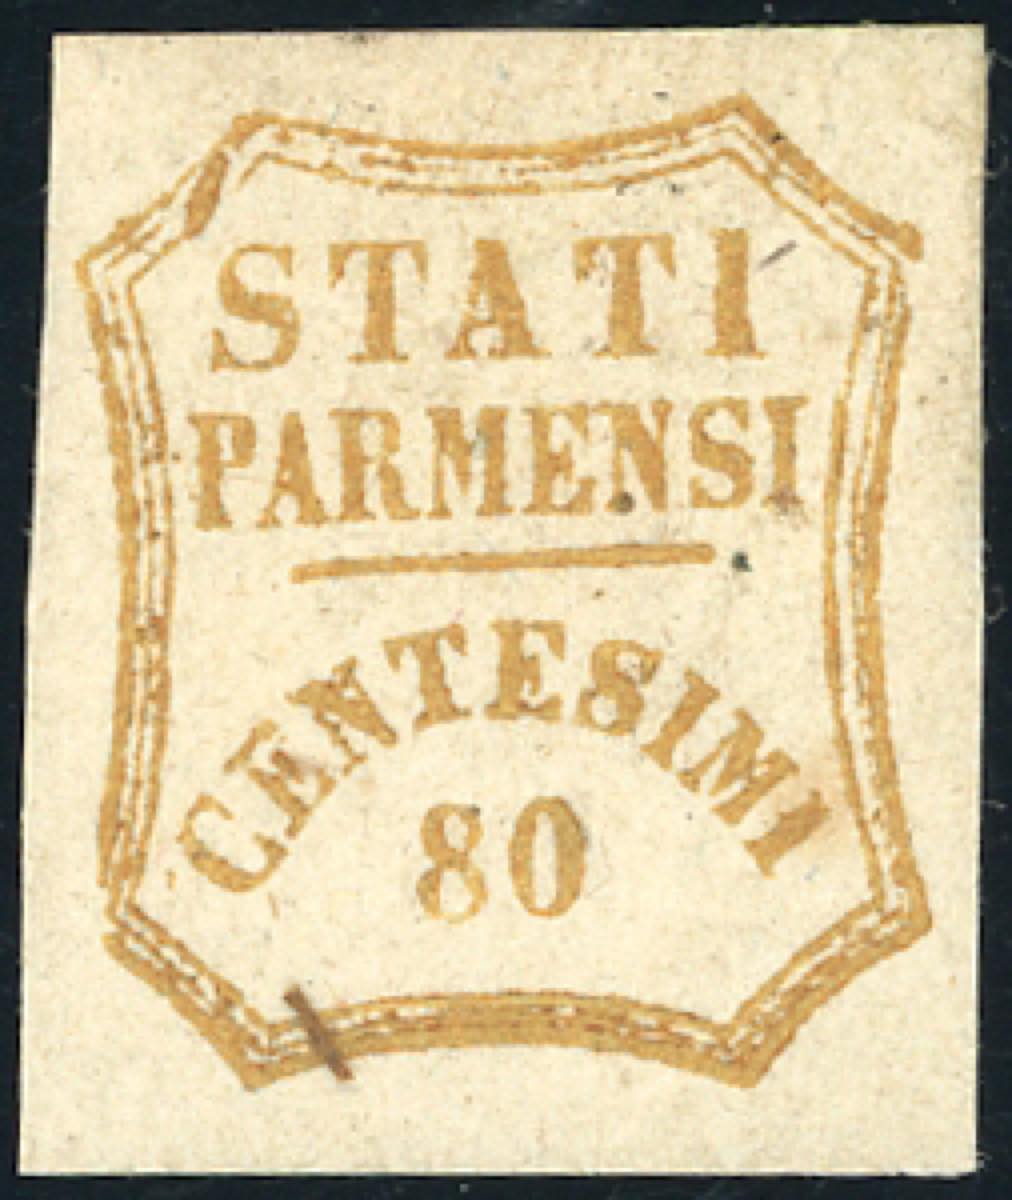 STATI
PARMENSI
CENTESIMI
80